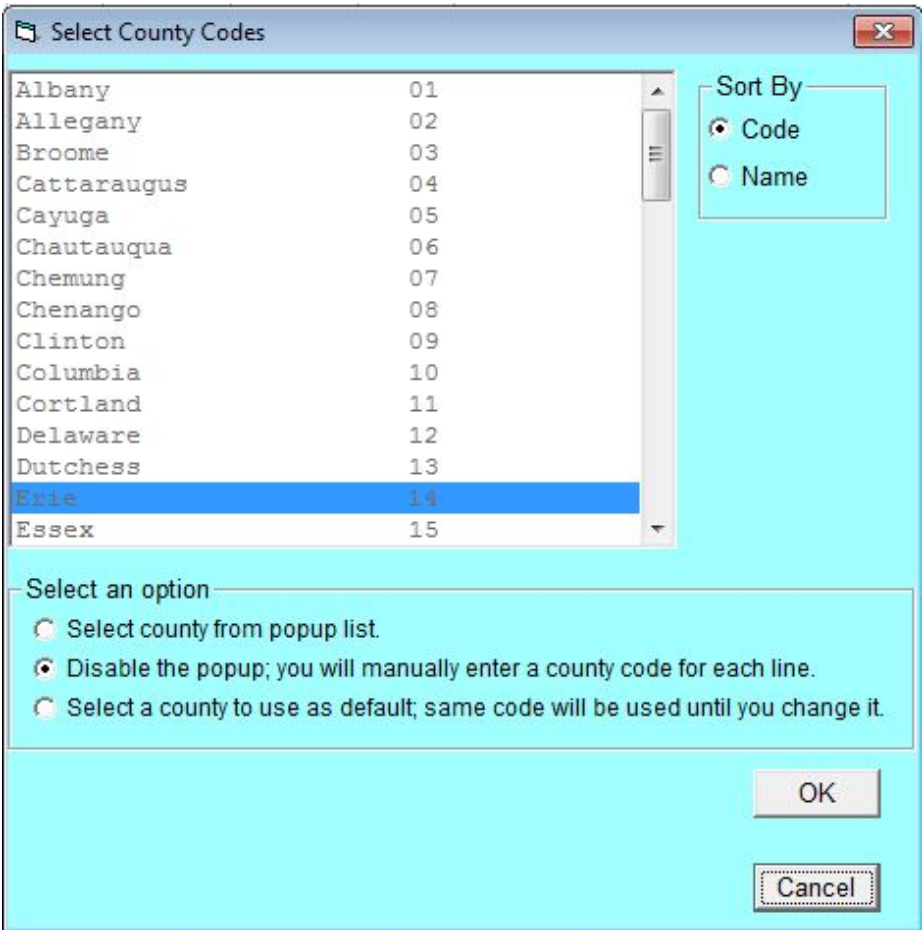 Select County Codes
Albany 01
Allegany 02
Broome 03
Cattaraugus 04
Cayuga 05
Chautauqua 06
Chemung 07
Chenango 08
Clinton 09
Columbia 10
Cortland 11
Delaware 12
Dutchess 13
Erie 14
Essex 15
Sort By
Code
Name
Select an option
Select county from popup list.
Disable the popup; you will manually enter a county code for each line.
Select a county to use as default; same code will be used until you change it.
OK
Cancel